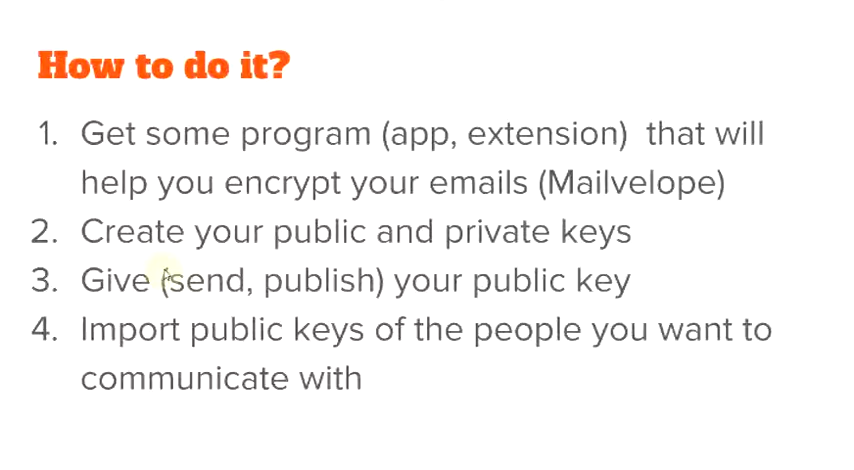 How to do it?
1. Get some program (app, extension)  that will
help you encrypt your emails (Mailvelope)
2. Create your public and private keys
3. Give (send, publish) your public key
4. Import public keys of the people you want to
communicate with